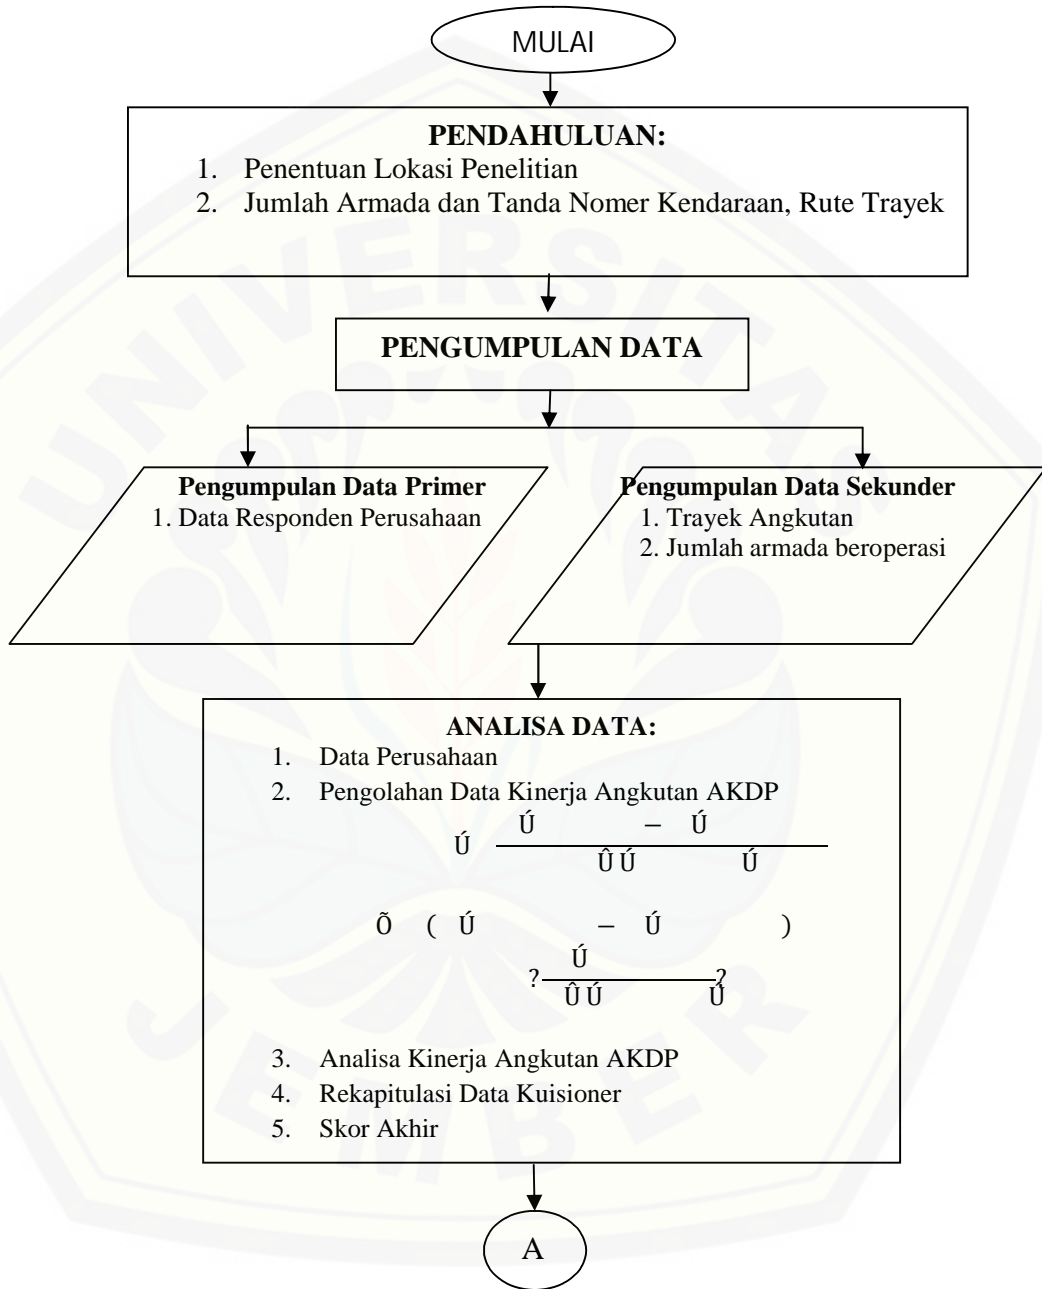 MULAI
PENDAHULUAN:
1. Penentuan Lokasi Penelitian
2. Jumlah Armada dan Tanda Nomer Kendaraan, Rute Trayek
PENGUMPULAN DATA
Pengumpulan Data Primer
1. Data Responden Perusahaan
Pengumpulan Data Sekunder
1. Trayek Angkutan
2. Jumlah armada beroperasi
ANALISA DATA:
1. Data Perusahaan
2. Pengolahan Data Kinerja Angkutan AKDP
Ú – Ú
Ú
Û Ú Ú
Õ ( Ú – Ú )
Ú
? ?
Û Ú Ú
3. Analisa Kinerja Angkutan AKDP
4. Rekapitulasi Data Kuisioner
5. Skor Akhir
A
UNIVERSITAS
JEMBER